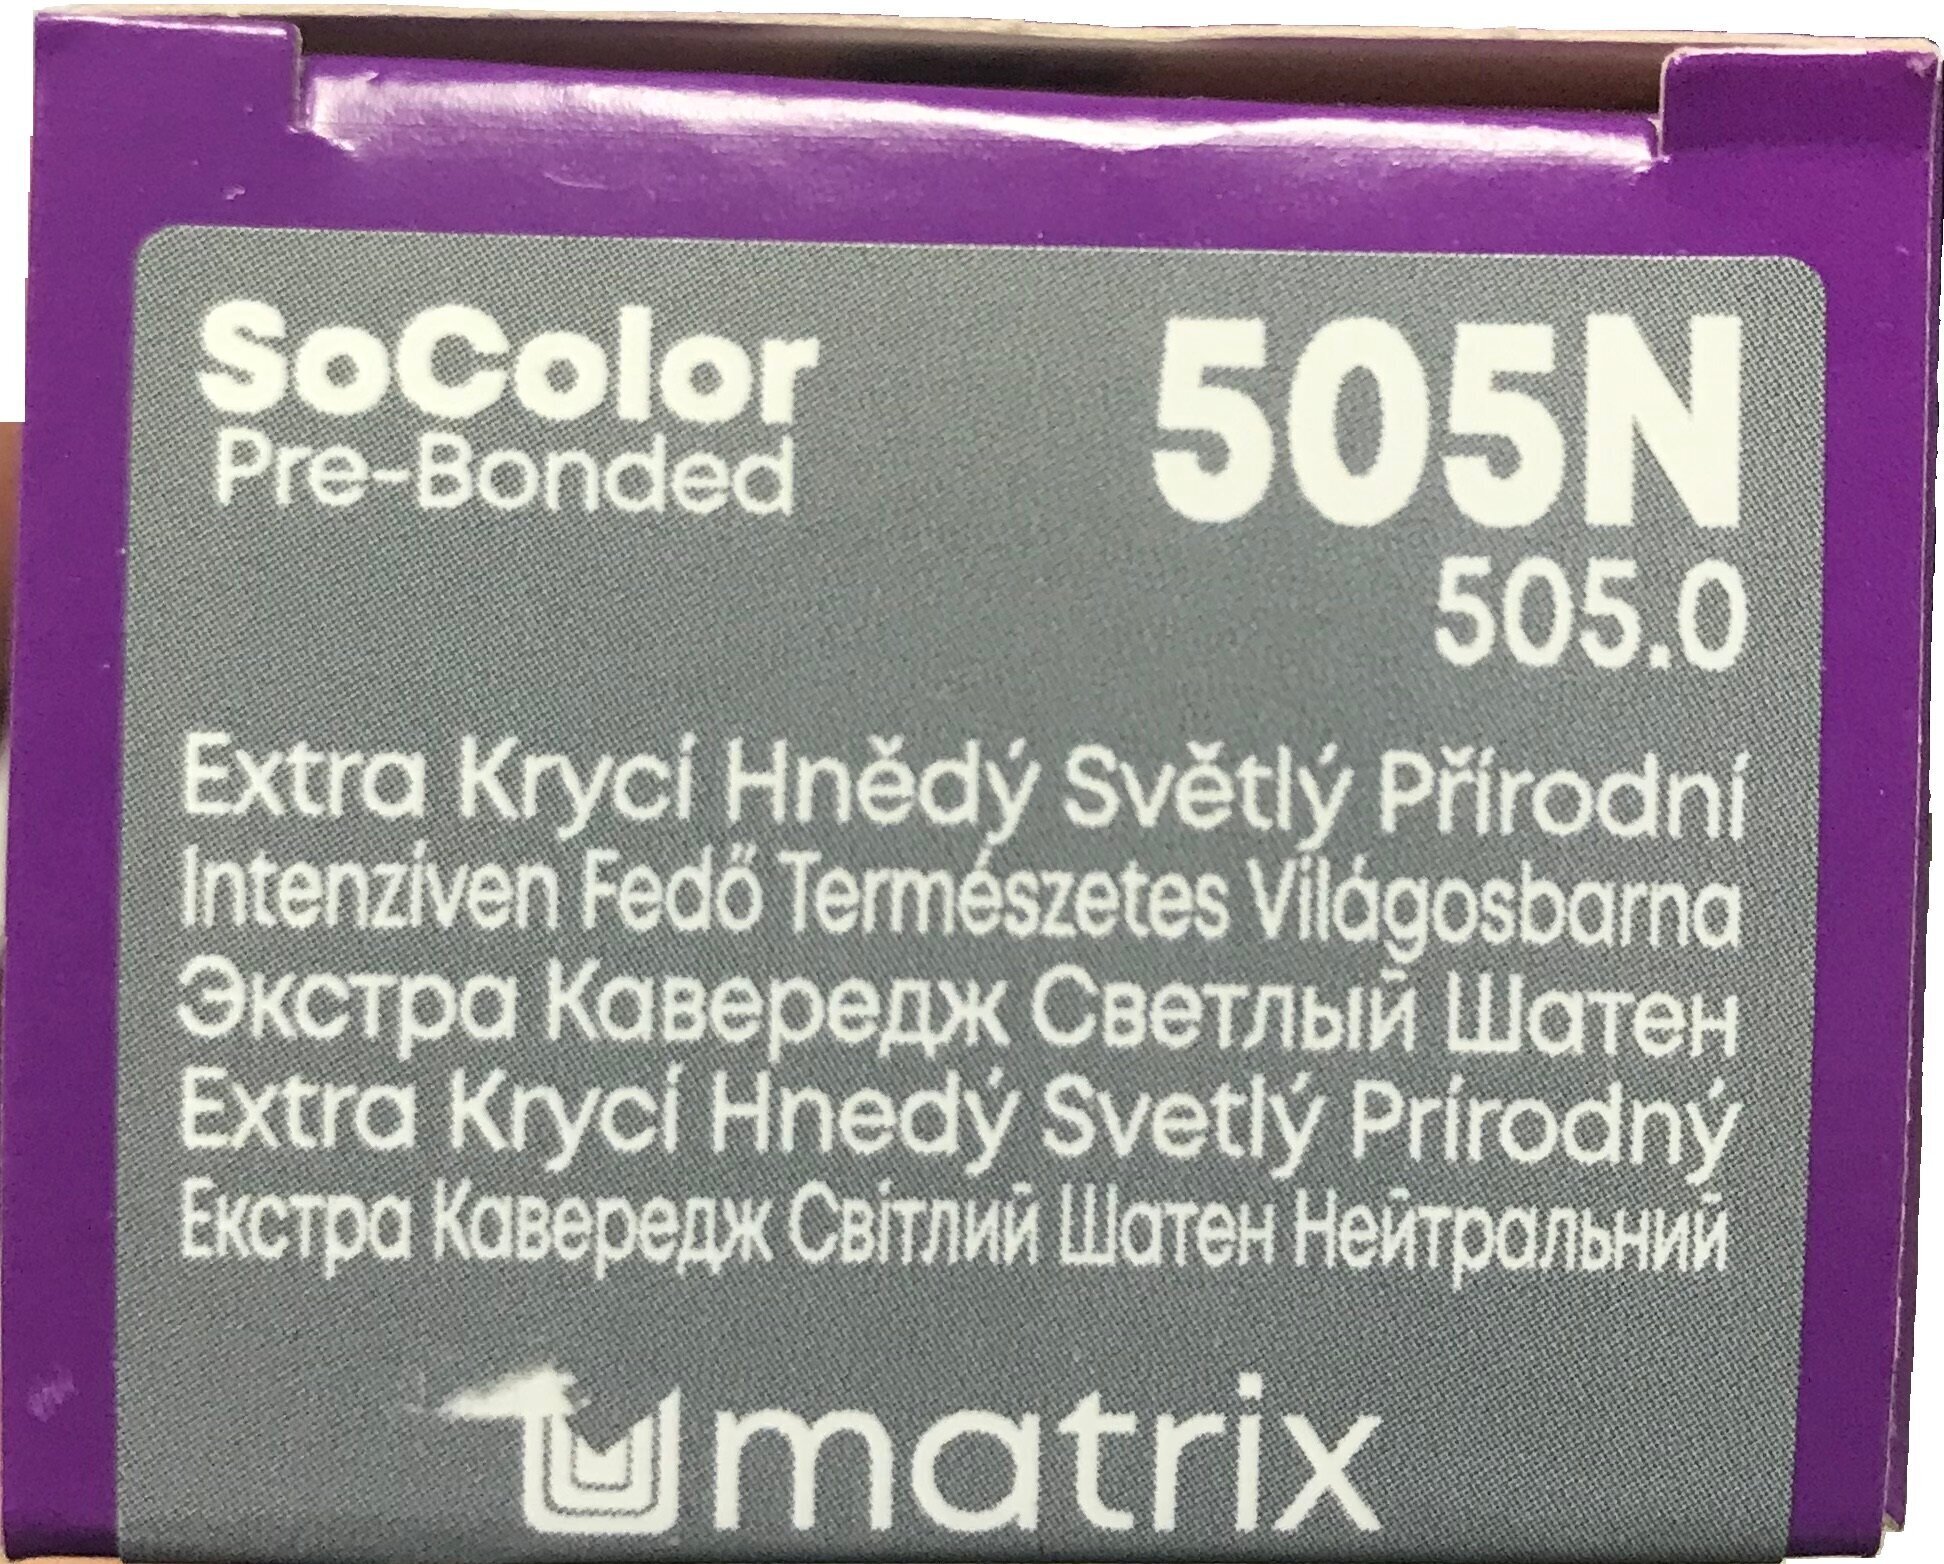 SoColor
Pre-Bonded
505N
505.0
Extra Krycí Hnědý Světlý Přírodní
Intenzíven Fedő Természetes Világosbarna
Экстра Кавередж Светлый Шатен
Extra Krycí Hnedý Svetlý Prírodný
Екстра Кавередж Світлий Шатен Нейтральний
matrix